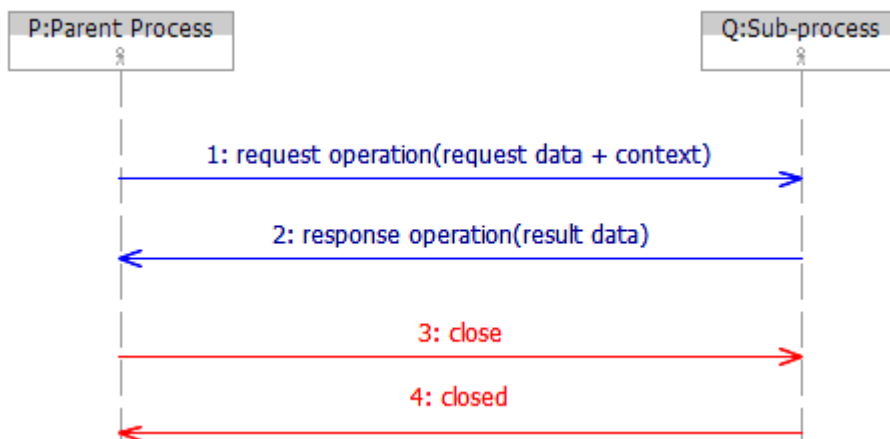 P:Parent Process
Q:Sub-process
1: request operation(request data + context)
2: response operation(result data)
3: close
4: closed